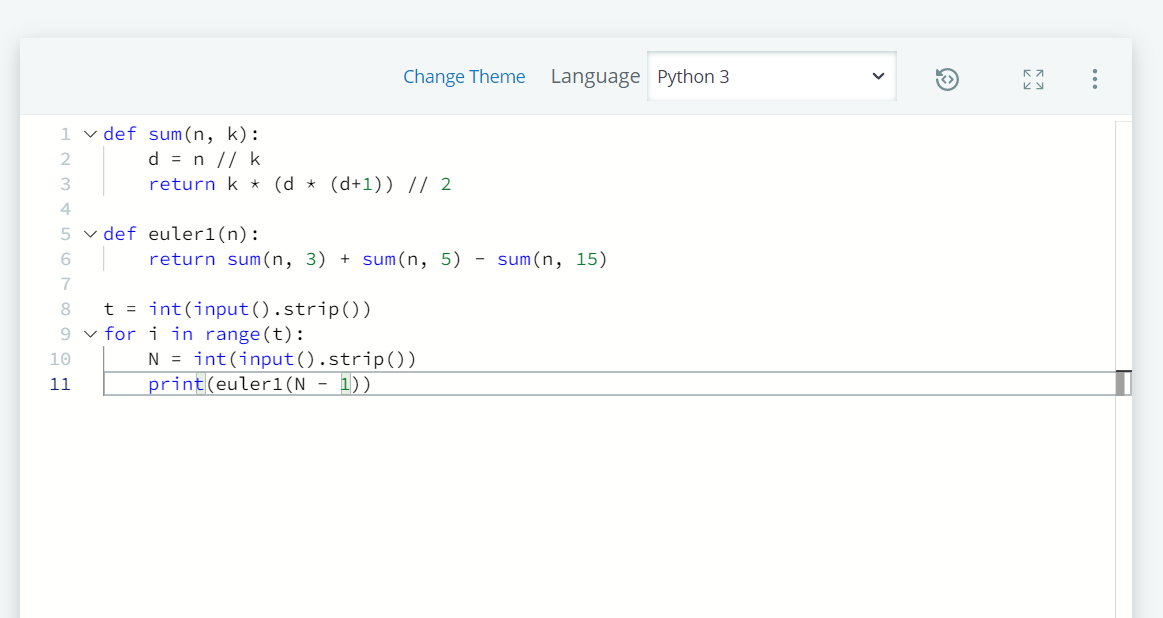 Change Theme Language Python 3
1 def sum(n, k):
2     d = n // k
3     return k * (d * (d+1)) // 2
4
5 def euler1(n):
6     return sum(n, 3) + sum(n, 5) - sum(n, 15)
7
8 t = int(input().strip())
9 for i in range(t):
10     N = int(input().strip())
11     print(euler1(N - 1))